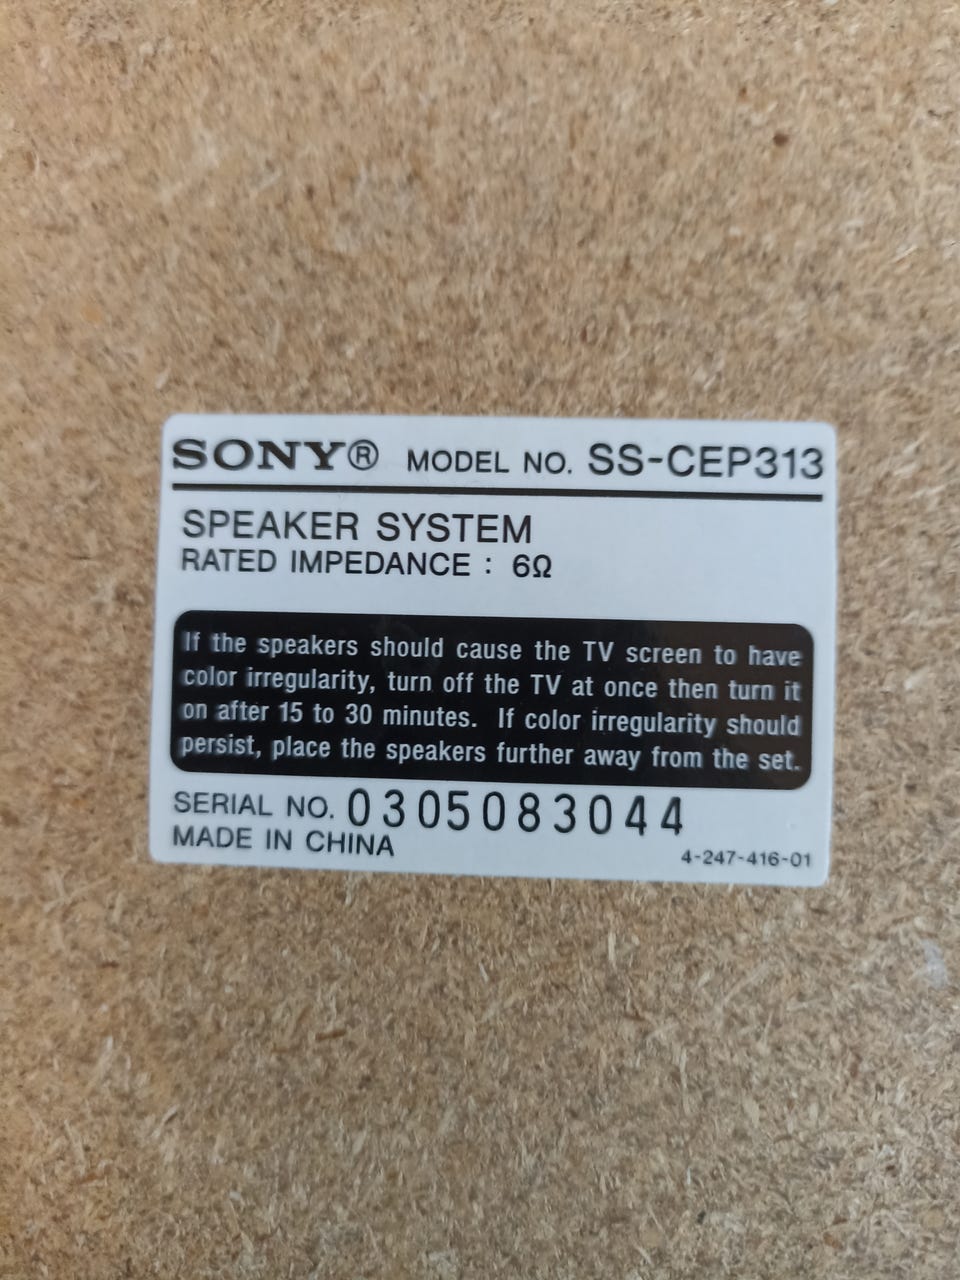 SONY® MODEL NO. SS-CEP313
SPEAKER SYSTEM
RATED IMPEDANCE : 6Ω
If the speakers should cause the TV screen to have
color irregularity, turn off the TV at once then turn it
on after 15 to 30 minutes. If color irregularity should
persist, place the speakers further away from the set.
SERIAL NO. 0305083044
MADE IN CHINA
4-247-416-01